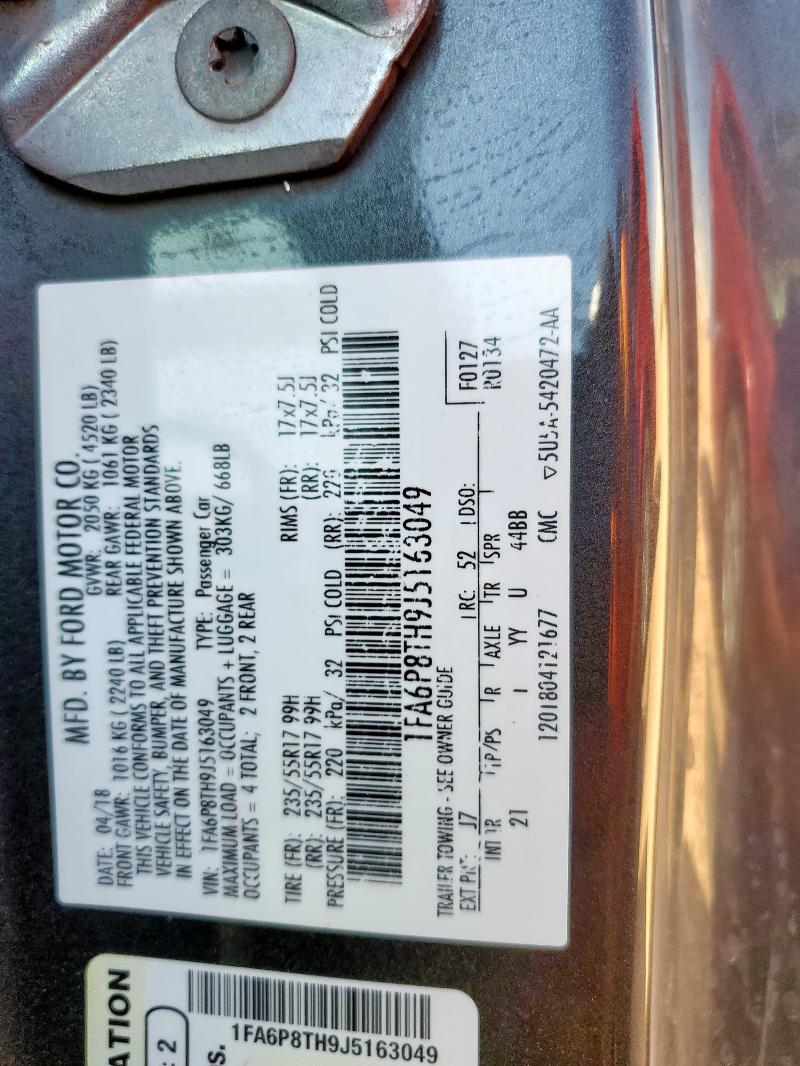 MFD. BY FORD MOTOR CO.
DATE: 04/18 GVWR: 2050 KG ( 4520 LB)
FRONT GAWR: 1016 KG ( 2240 LB) REAR GAWR: 1061 KG ( 2340 LB)
THIS VEHICLE CONFORMS TO ALL APPLICABLE FEDERAL MOTOR
VEHICLE SAFETY, BUMPER, AND THEFT PREVENTION STANDARDS
IN EFFECT ON THE DATE OF MANUFACTURE SHOWN ABOVE.
VIN: 1FA6P8TH9J5163049 TYPE: Passenger Car
MAXIMUM LOAD = OCCUPANTS + LUGGAGE = 303KG/ 668LB
OCCUPANTS = 4 TOTAL; 2 FRONT, 2 REAR
TIRE (FR): 235/55R17 99H RIMS (FR): 17x7.5J
(RR): 235/55R17 99H (RR): 17x7.5J
PRESSURE (FR): 220 kPa/ 32 PSI COLD (RR): 220 kPa/ 32 PSI COLD
1FA6P8TH9J5163049
TRAILER TOWING - SEE OWNER GUIDE
F0127
EXT PNT: J7 RC: 52 DSO: R0134
INT TR TP/PS R AXLE TR SPR
21 I YY U 44BB
1201804121677 CMC ▽5U5A-5420472-AA
ATION
: 2
s.
1FA6P8TH9J5163049